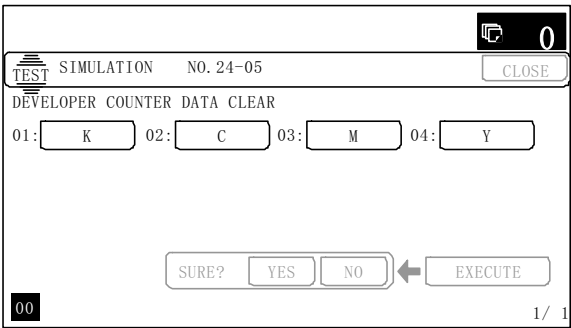 0
TEST SIMULATION NO.24-05 CLOSE
DEVELOPER COUNTER DATA CLEAR
01: K 02: C 03: M 04: Y
SURE? YES NO EXECUTE
00 1/ 1